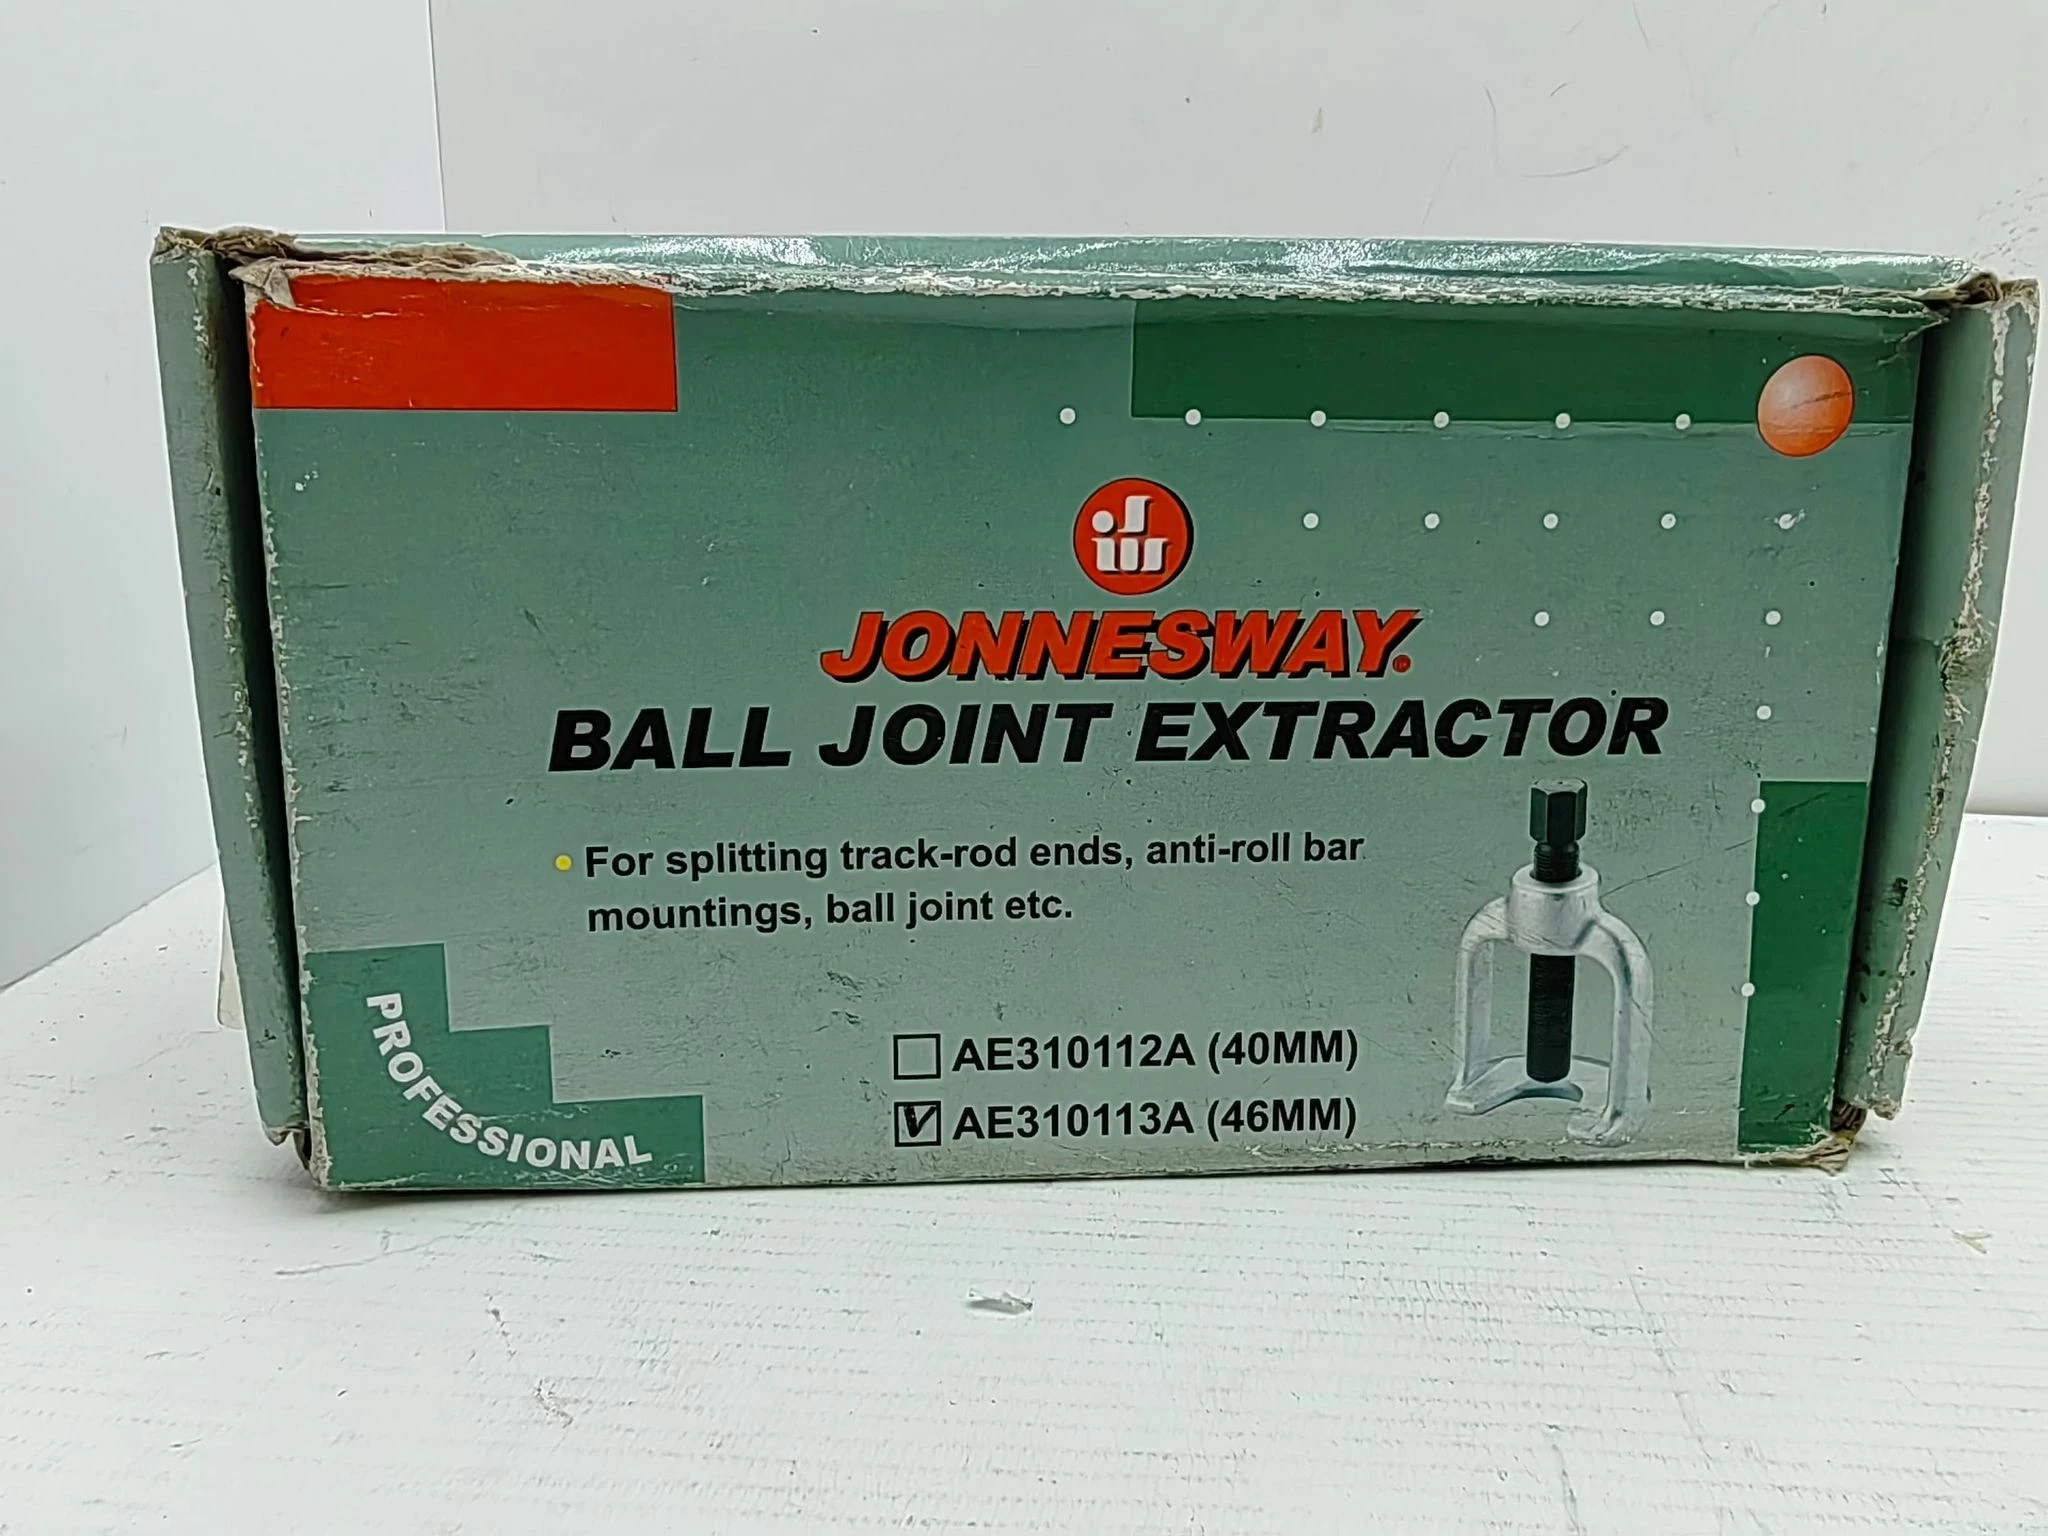 JONNESWAY®
BALL JOINT EXTRACTOR
For splitting track-rod ends, anti-roll bar
mountings, ball joint etc.
AE310112A (40MM)
AE310113A (46MM)
PROFESSIONAL